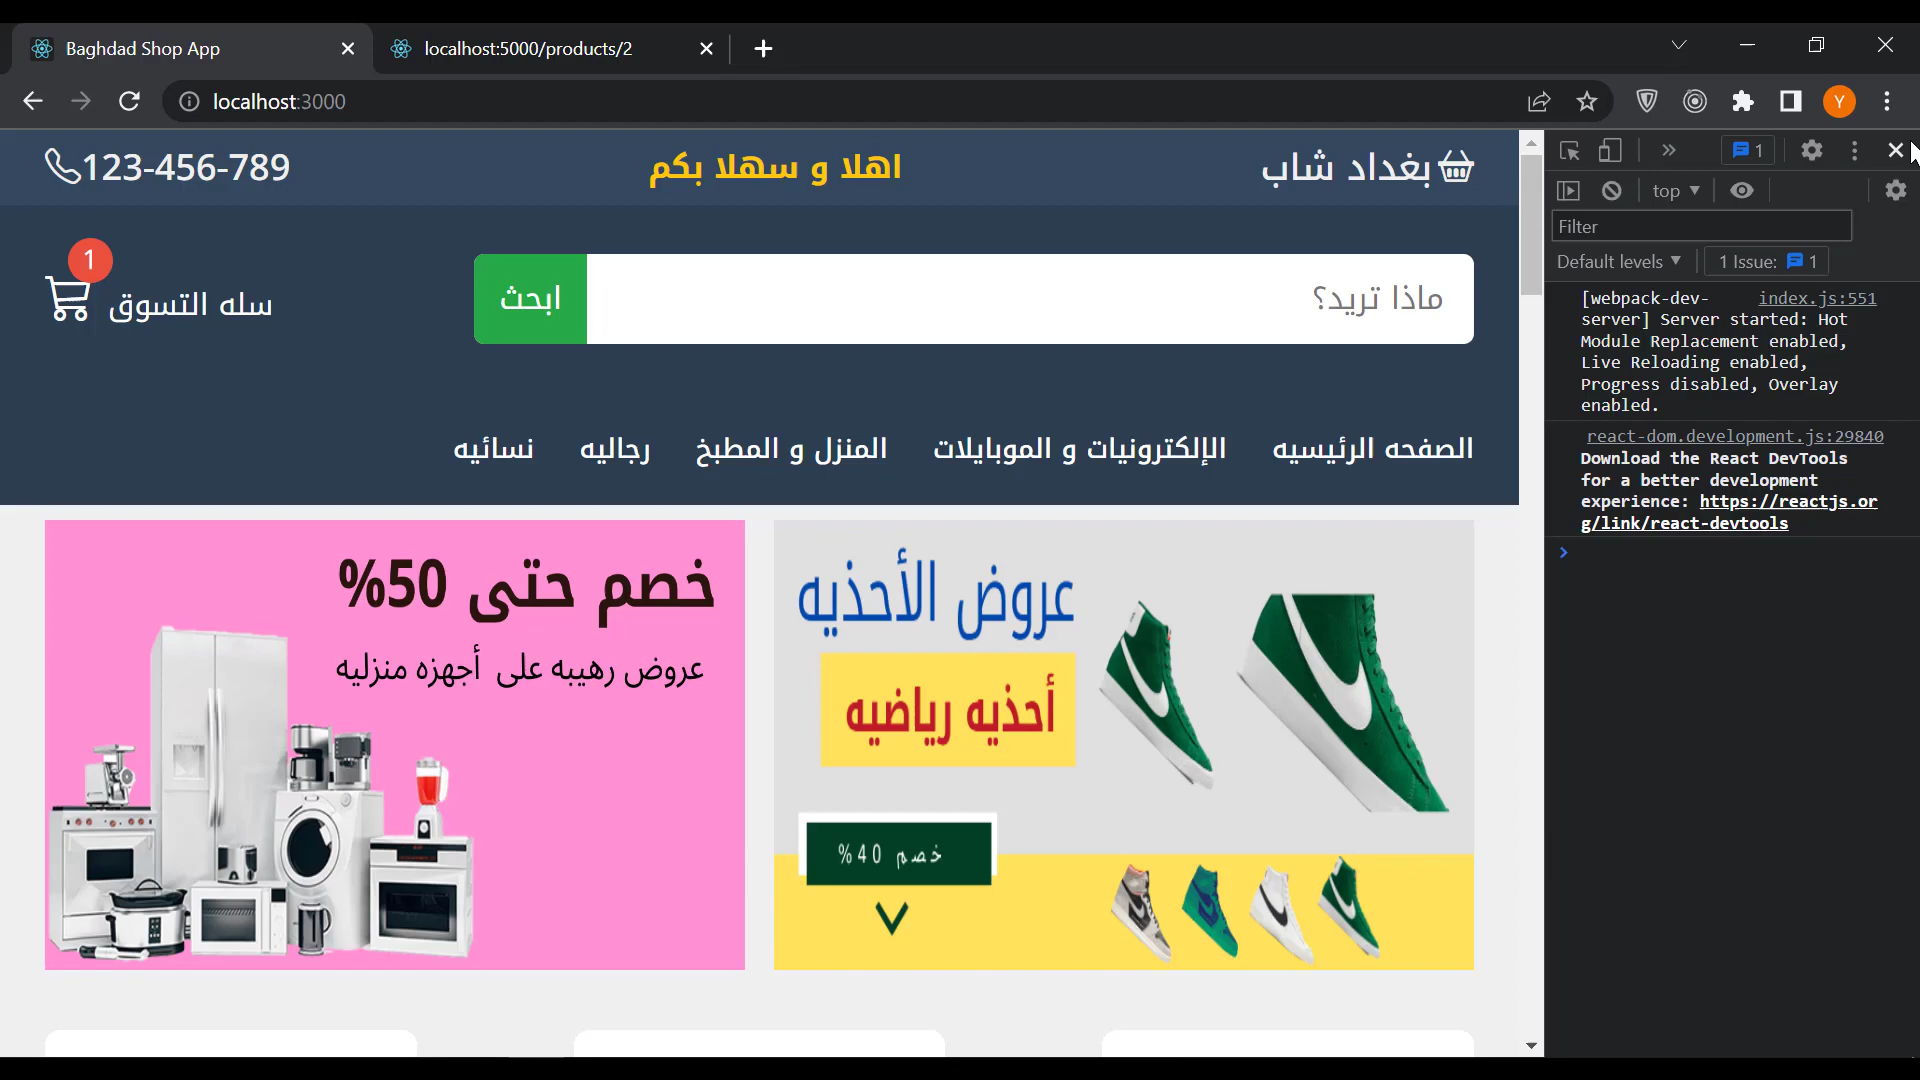 Baghdad Shop App
localhost:5000/products/2
localhost:3000
Y
123-456-789
اهلا و سهلا بكم
بغداد شاب
1
سله التسوق
ابحث
ماذا تريد؟
الصفحه الرئيسيه
الإلكترونيات و الموبايلات
المنزل و المطبخ
رجاليه
نسائيه
خصم حتى 50%
عروض رهيبه على أجهزه منزليه
عروض الأحذيه
أحذيه رياضيه
خصم 40%
1
top
Filter
Default levels
1 Issue: 1
[webpack-dev- index.js:551
server] Server started: Hot
Module Replacement enabled,
Live Reloading enabled,
Progress disabled, Overlay
enabled.
react-dom.development.js:29840
Download the React DevTools
for a better development
experience: https://reactjs.or
g/link/react-devtools